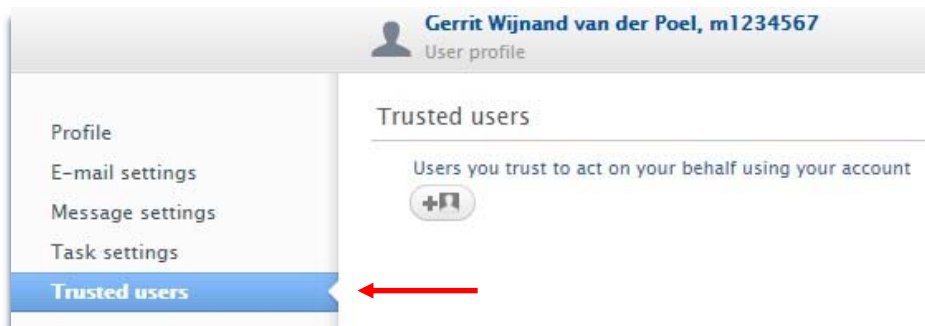 Gerrit Wijnand van der Poel, m1234567
User profile
Profile
E-mail settings
Message settings
Task settings
Trusted users
Trusted users
Users you trust to act on your behalf using your account